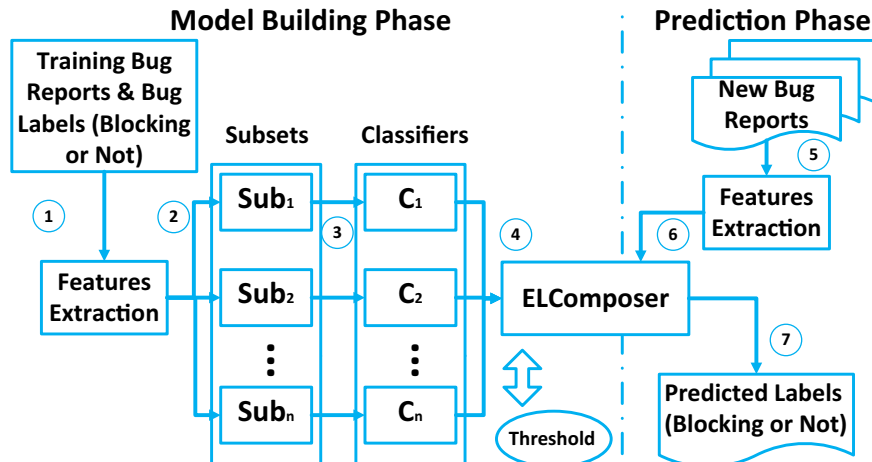 Model Building Phase
Prediction Phase
Training Bug
Reports & Bug
Labels (Blocking
or Not)
Subsets
Classifiers
New Bug
Reports
1
2
3
4
5
6
7
Sub1
C1
Features
Extraction
Features
Extraction
Sub2
C2
ELComposer
Subn
Cn
Threshold
Predicted Labels
(Blocking or Not)